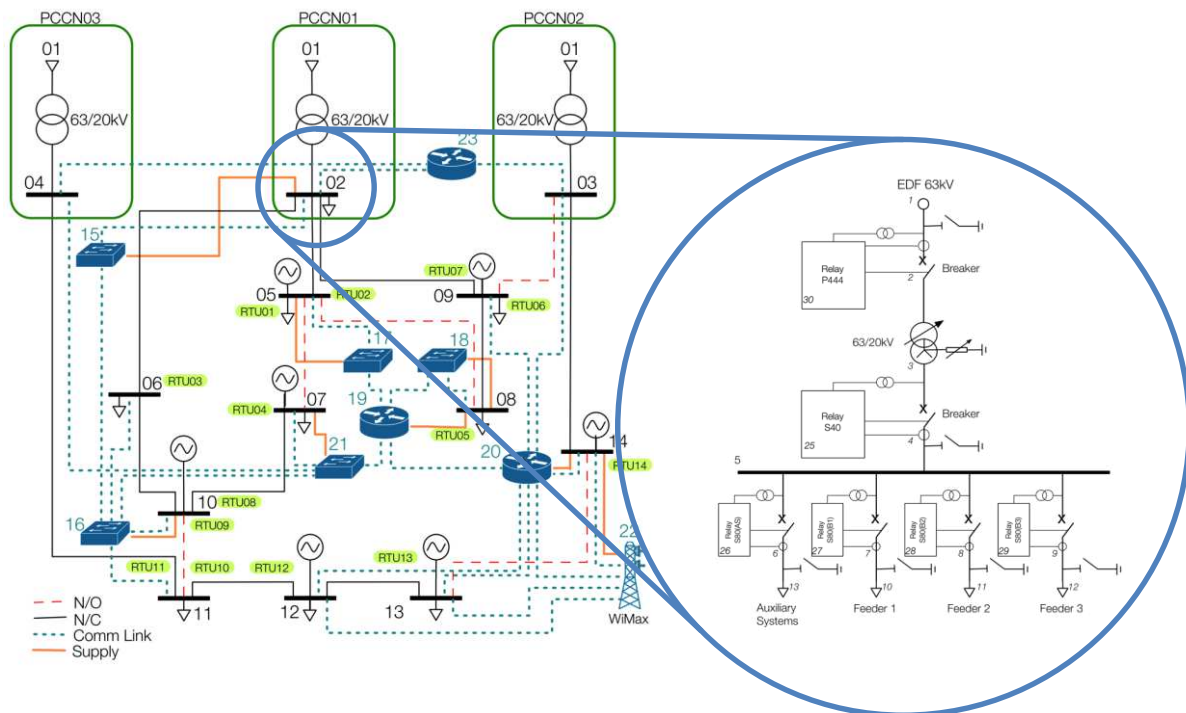 PCCN03
PCCN01
PCCN02
01
01
01
63/20kV
63/20kV
63/20kV
23
04
02
03
15
RTU07
05
RTU02
09
RTU01
RTU06
17
18
06
RTU03
07
19
08
RTU04
RTU05
14
21
20
RTU14
10
RTU08
16
RTU09
22
RTU13
RTU11
RTU10
RTU12
11
12
13
WiMax
N/O
N/C
Comm Link
Supply
EDF 63kV
1
Relay
P444
30
Breaker
2
63/20kV
3
Relay
S40
25
Breaker
4
5
Relay
S80(AS)
26
6
Relay
S80(B1)
27
7
Relay
S80(B2)
28
8
Relay
S80(B3)
29
9
13
10
11
12
Auxiliary
Systems
Feeder 1
Feeder 2
Feeder 3